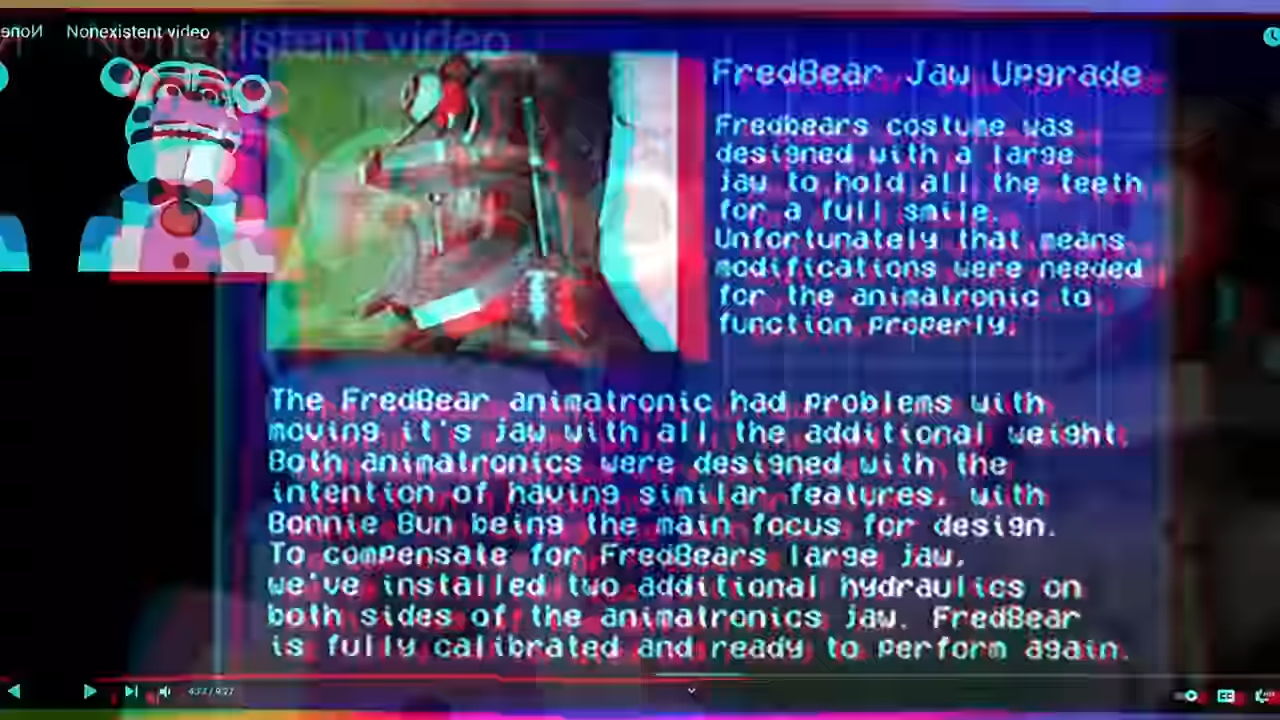 Nonexistent video
FredBear Jaw Upgrade
Fredbears costume was
designed with a large
jaw to hold all the teeth
for a full smile.
Unfortunately that means
modifications were needed
for the animatronic to
function properly.
The FredBear animatronic had problems with
moving it's jaw with all the additional weight.
Both animatronics were designed with the
intention of having similar features, with
Bonnie Bun being the main focus for design.
To compensate for FredBears large jaw,
we've installed two additional hydraulics on
both sides of the animatronics jaw. FredBear
is fully calibrated and ready to perform again.